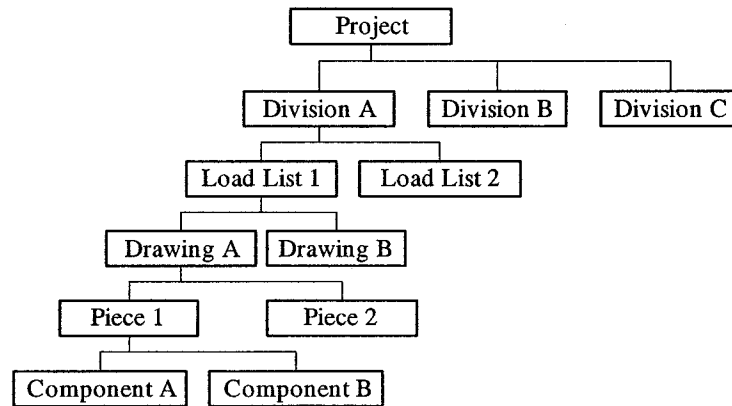 Project
Division A
Division B
Division C
Load List 1
Load List 2
Drawing A
Drawing B
Piece 1
Piece 2
Component A
Component B